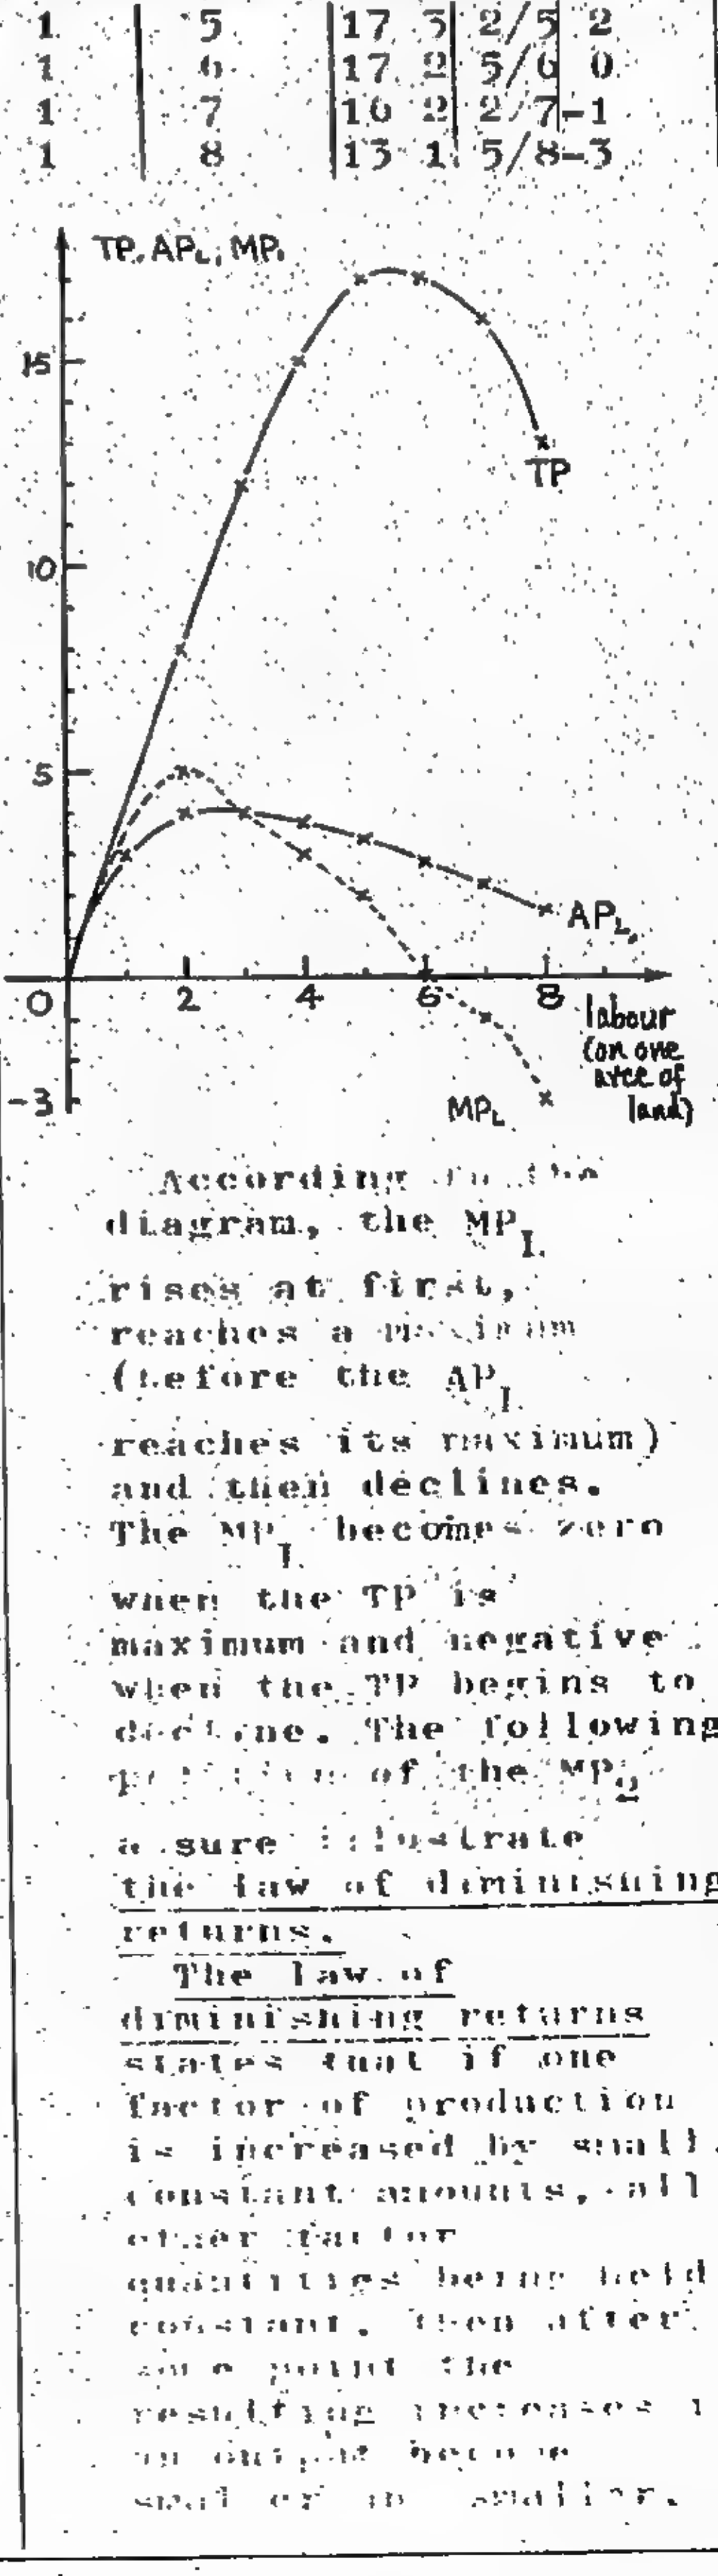 1 5 17 3 2/5 2
1 6 17 2 5/6 0
1 7 16 2 2/7 -1
1 8 13 1 5/8 -3
TP, APL, MPL
15
TP
10
5
APL
0 2 4 6 8 labour
(on one
acre of
land)
-3
MPL
According to the
diagram, the MPL
rises at first,
reaches a maximum
(before the APL
reaches its maximum)
and then declines.
The MPL becomes zero
when the TP is
maximum and negative
when the TP begins to
decline. The following
of the MP
sure illustrate
the law of diminishing
returns.
The law of
diminishing returns
states that if one
factor of production
is increased by small
constant amounts, all
other factor
quantities being held
constant, then after
some point the
resulting increases
output become
smaller smaller.